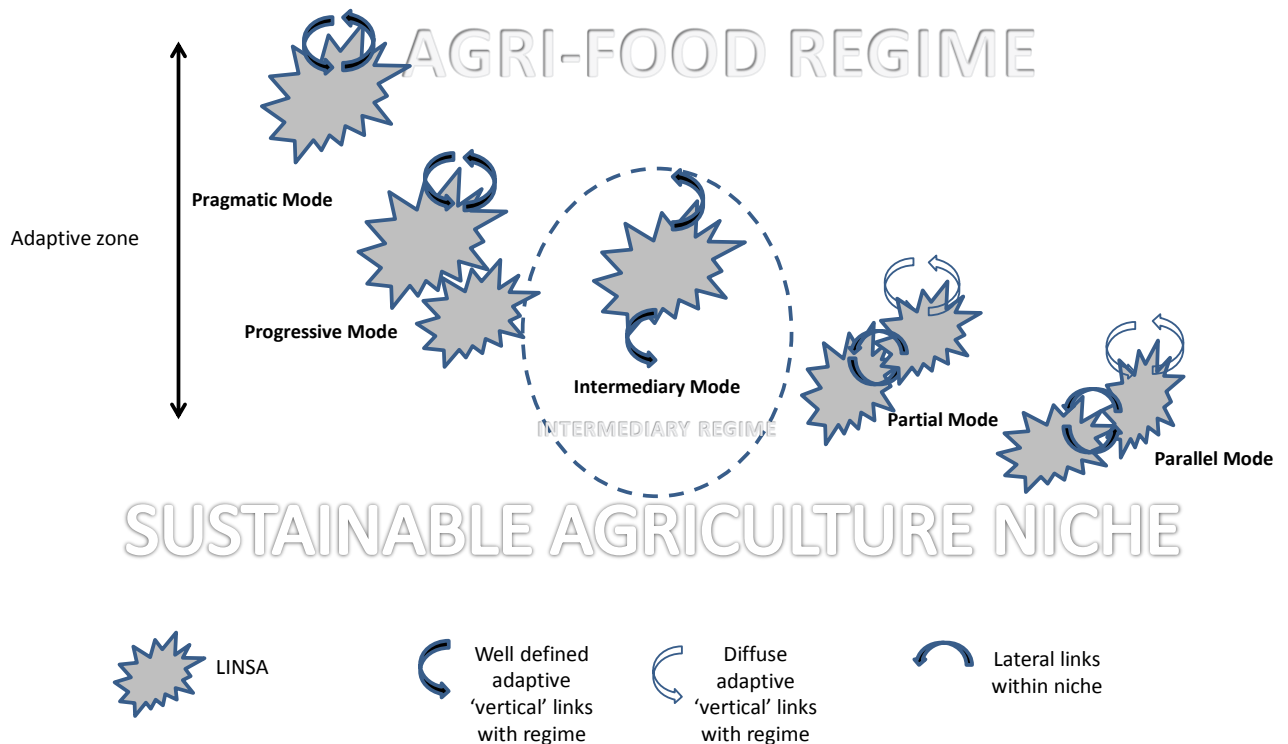 AGRI-FOOD REGIME
Pragmatic Mode
Adaptive zone
Progressive Mode
Intermediary Mode
INTERMEDIARY REGIME
Partial Mode
Parallel Mode
SUSTAINABLE AGRICULTURE NICHE
LINSA
Well defined
adaptive
‘vertical’ links
with regime
Diffuse
adaptive
‘vertical’ links
with regime
Lateral links
within niche